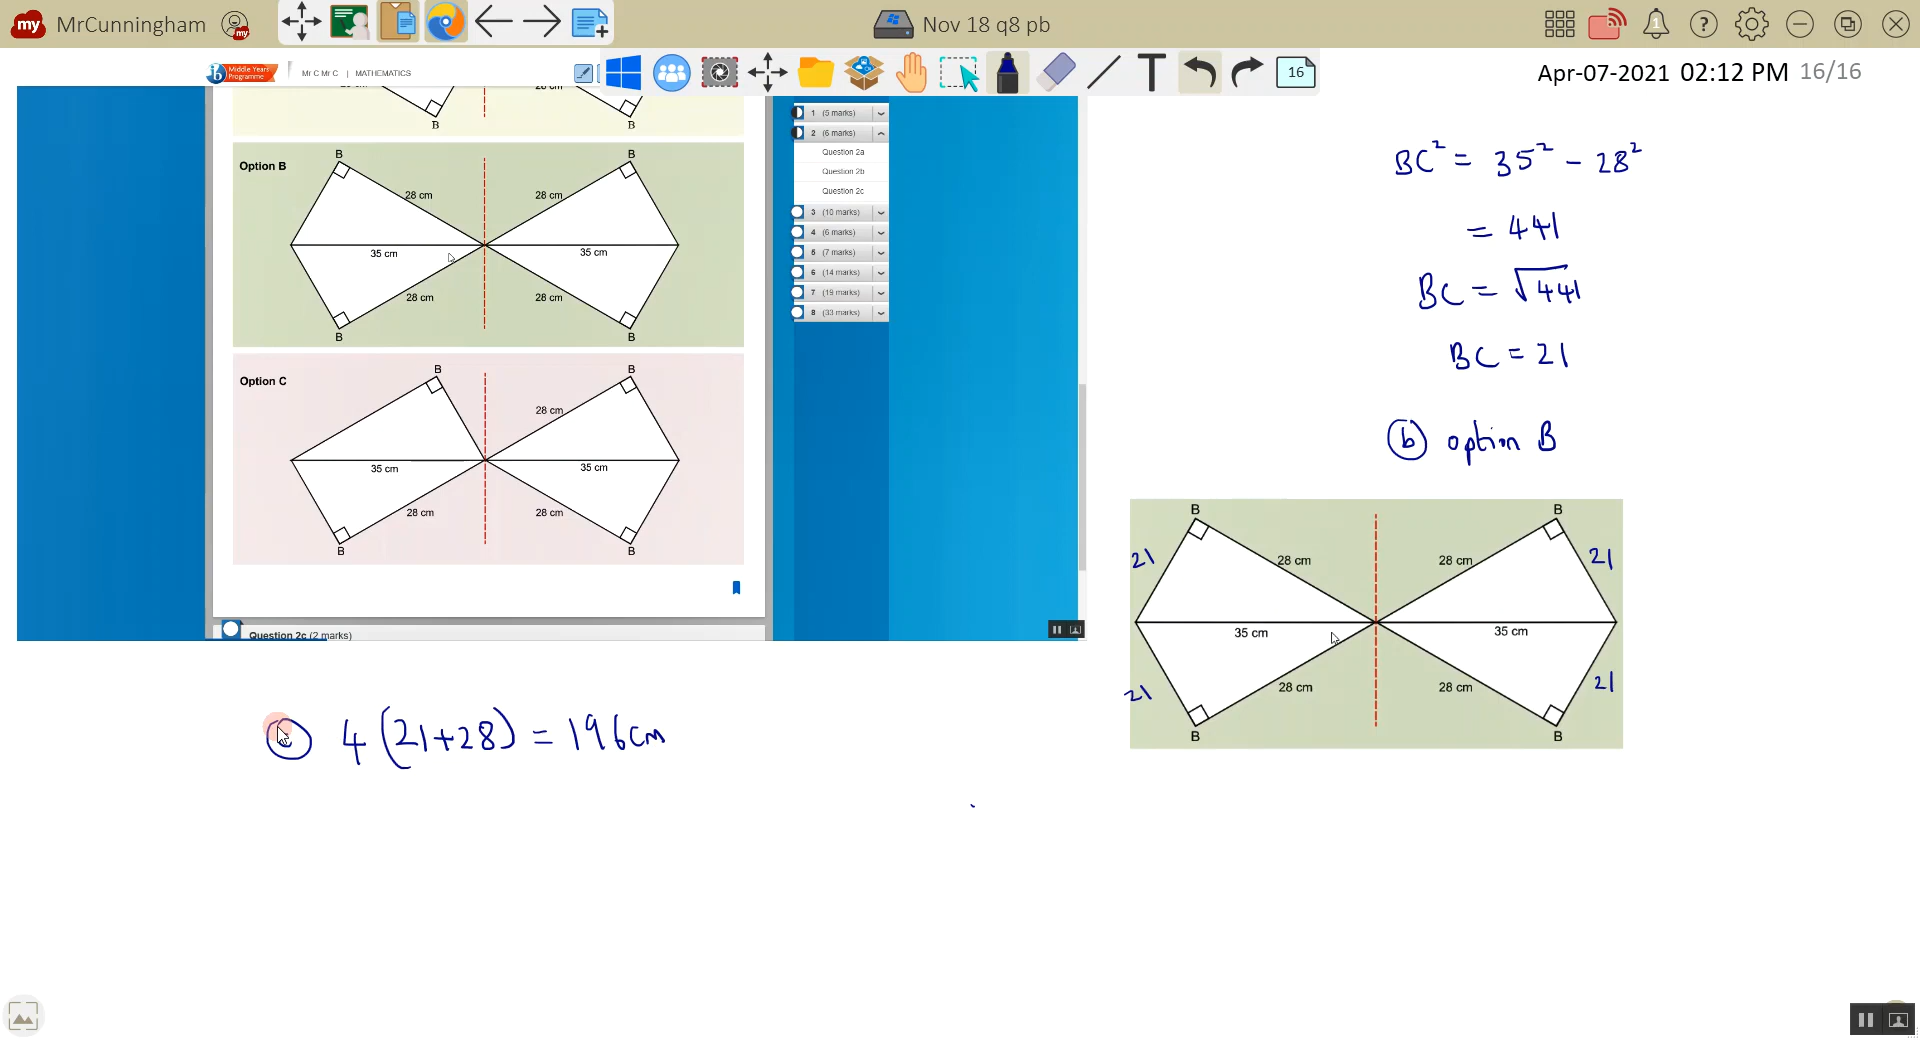 my MrCunningham
Nov 18 q8 pb
1
Middle Years Programme
Mr C Mr C | MATHEMATICS
16
Apr-07-2021 02:12 PM 16/16
B
B
Option B
B
B
28 cm
28 cm
35 cm
35 cm
28 cm
28 cm
B
B
Option C
B
B
28 cm
35 cm
35 cm
28 cm
28 cm
B
B
Question 2c (2 marks)
1 (5 marks)
2 (6 marks)
Question 2a
Question 2b
Question 2c
3 (10 marks)
4 (6 marks)
5 (7 marks)
6 (14 marks)
7 (19 marks)
8 (33 marks)
BC² = 35² - 28²
= 441
BC = √441
BC = 21
(b) option B
B
B
21
28 cm
28 cm
21
35 cm
35 cm
21
28 cm
28 cm
21
B
B
(c) 4(21+28) = 196cm